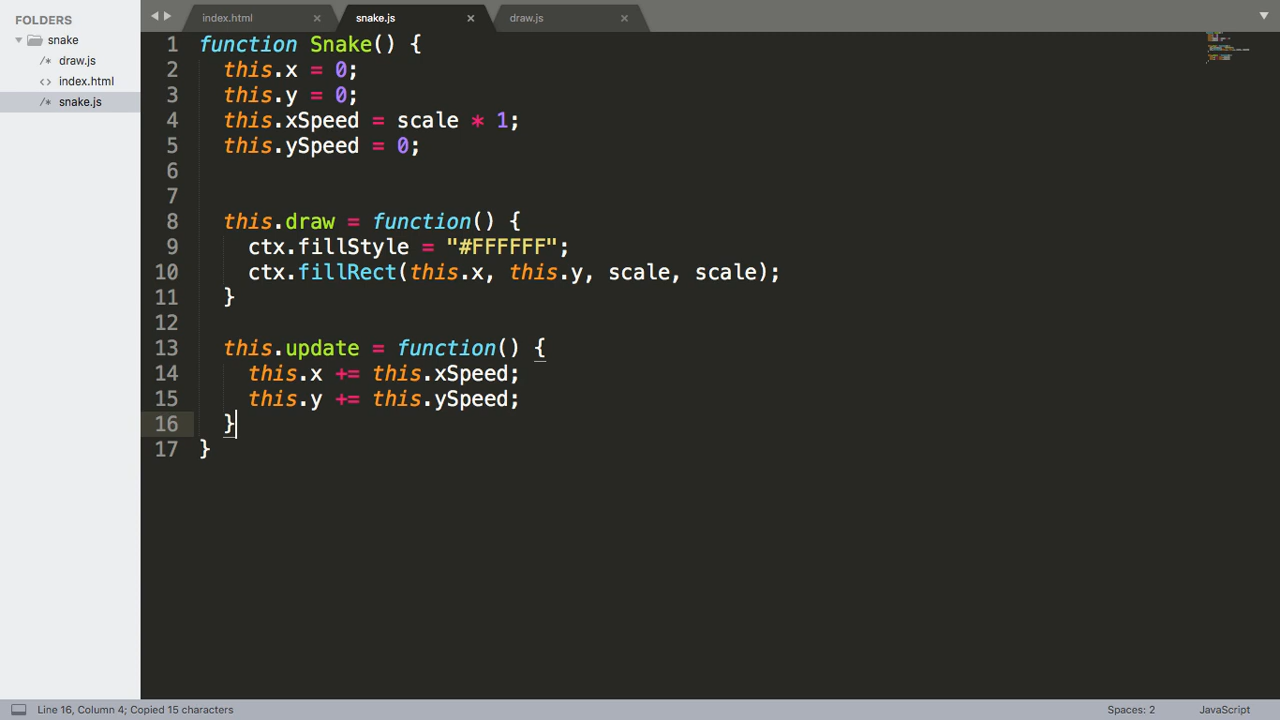 FOLDERS
snake
draw.js
index.html
snake.js
index.html
snake.js
draw.js
1 function Snake() {
2 this.x = 0;
3 this.y = 0;
4 this.xSpeed = scale * 1;
5 this.ySpeed = 0;
6
7
8 this.draw = function() {
9 ctx.fillStyle = "#FFFFFF";
10 ctx.fillRect(this.x, this.y, scale, scale);
11 }
12
13 this.update = function() {
14 this.x += this.xSpeed;
15 this.y += this.ySpeed;
16 }
17 }
Line 16, Column 4; Copied 15 characters
Spaces: 2
JavaScript